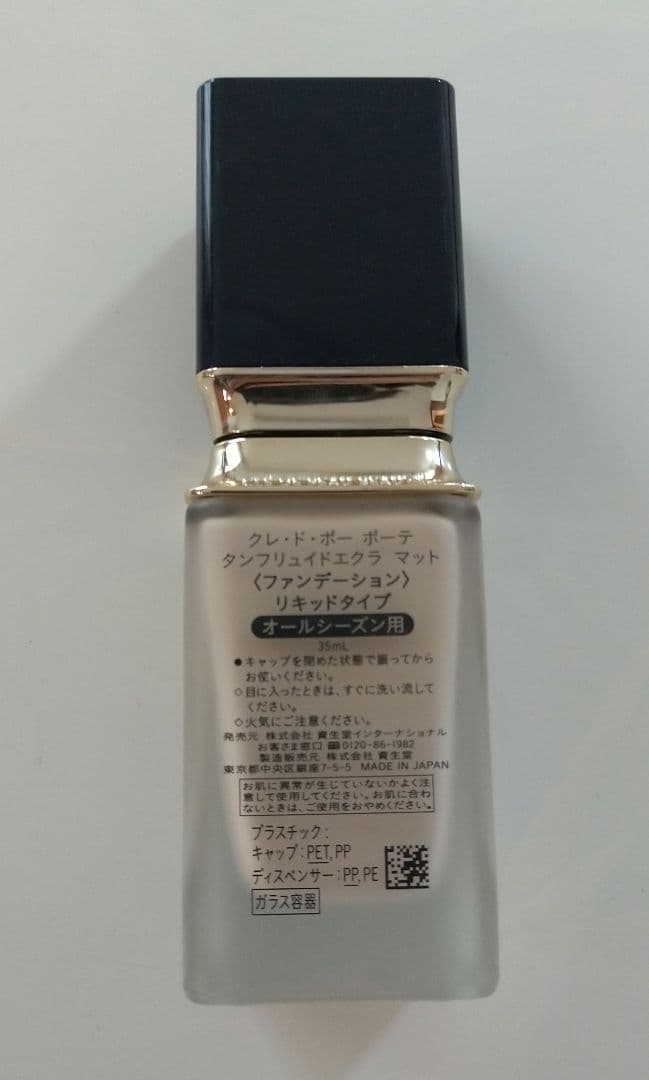 クレ・ド・ポー ボーテ
タンフリュイドエクラ マット
〈ファンデーション〉
リキッドタイプ
オールシーズン用
35mL
●キャップを閉めた状態で振ってから
お使いください。
◇目に入ったときは、すぐに洗い流して
ください。
◇火気にご注意ください。
発売元 株式会社 資生堂インターナショナル
お客さま窓口 0120-86-1982
製造販売元 株式会社 資生堂
東京都中央区銀座7-5-5 MADE IN JAPAN
お肌に異常が生じていないかよく注
意して使用してください。お肌に合わ
ないときは、ご使用をおやめください。
プラスチック:
キャップ:PET,PP
ディスペンサー:PP,PE
ガラス容器